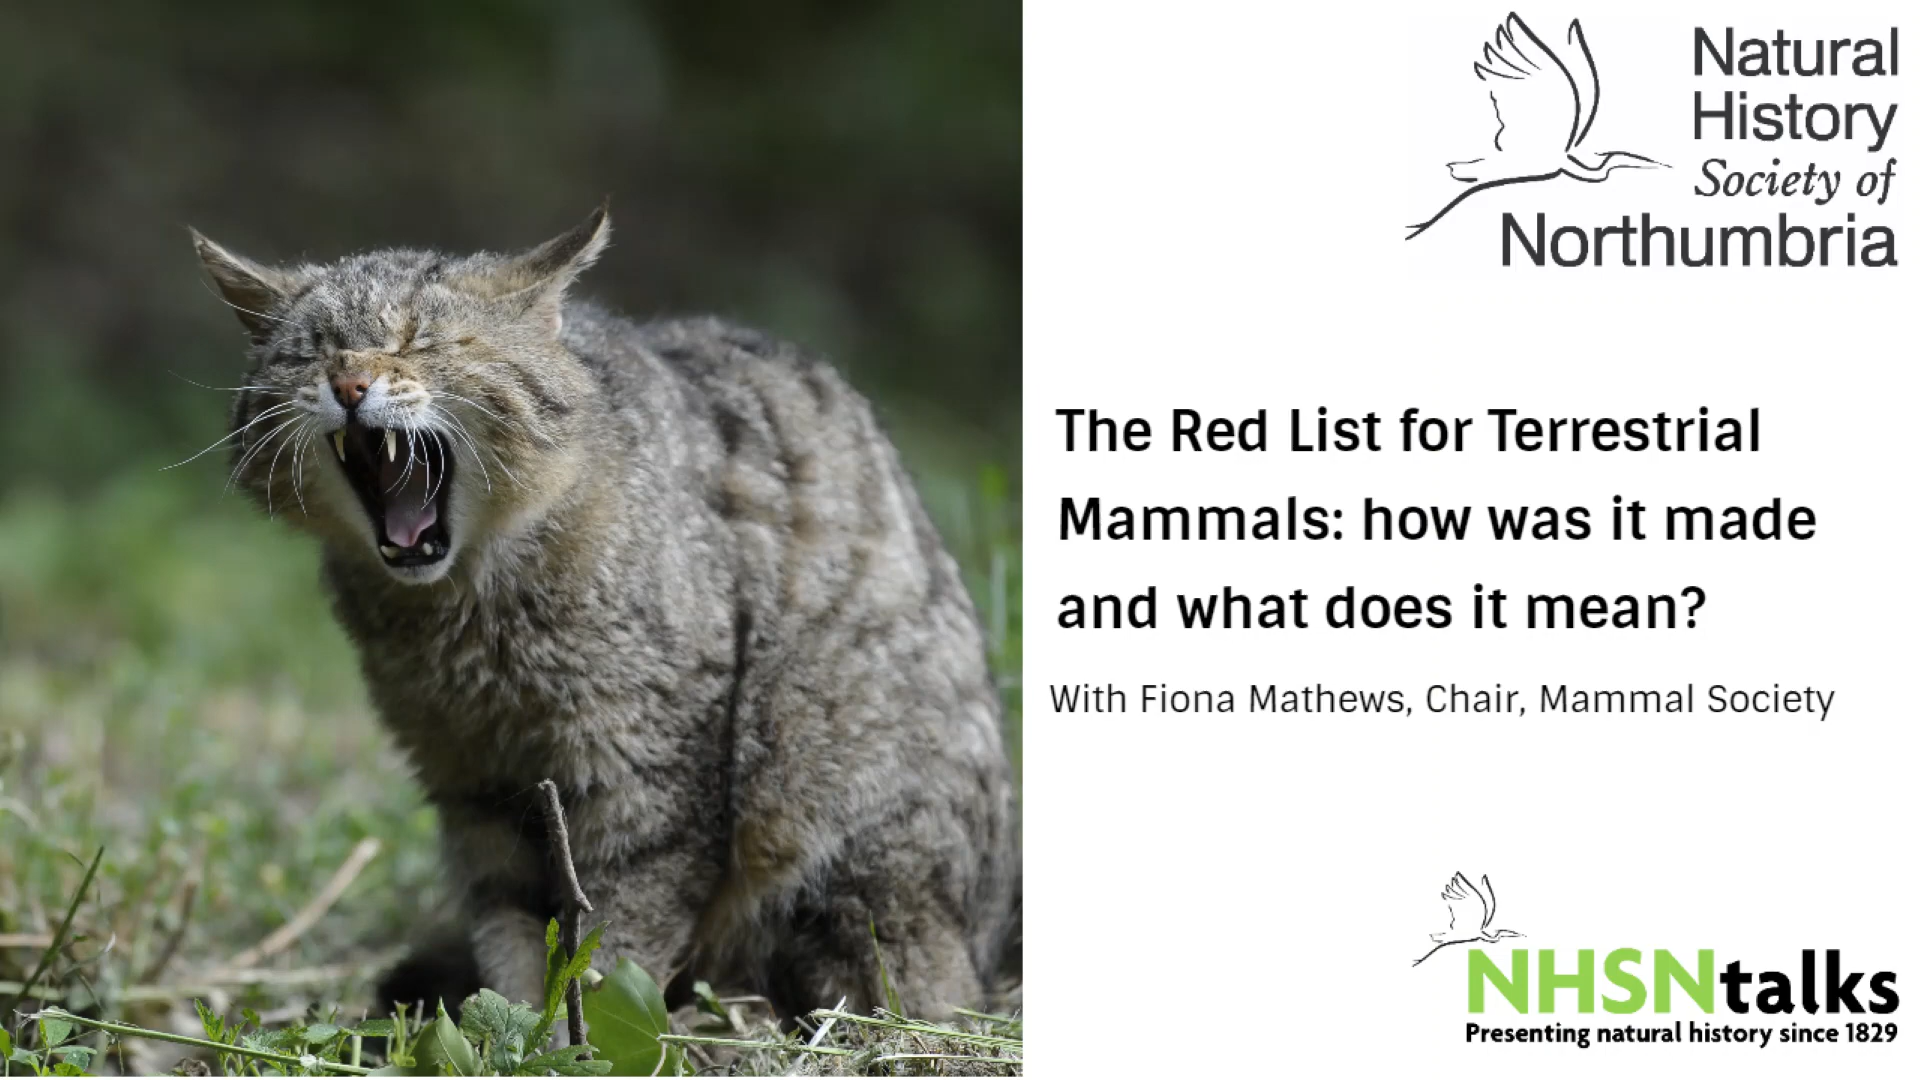 Natural
History
Society of
Northumbria
The Red List for Terrestrial
Mammals: how was it made
and what does it mean?
With Fiona Mathews, Chair, Mammal Society
NHSNtalks
Presenting natural history since 1829